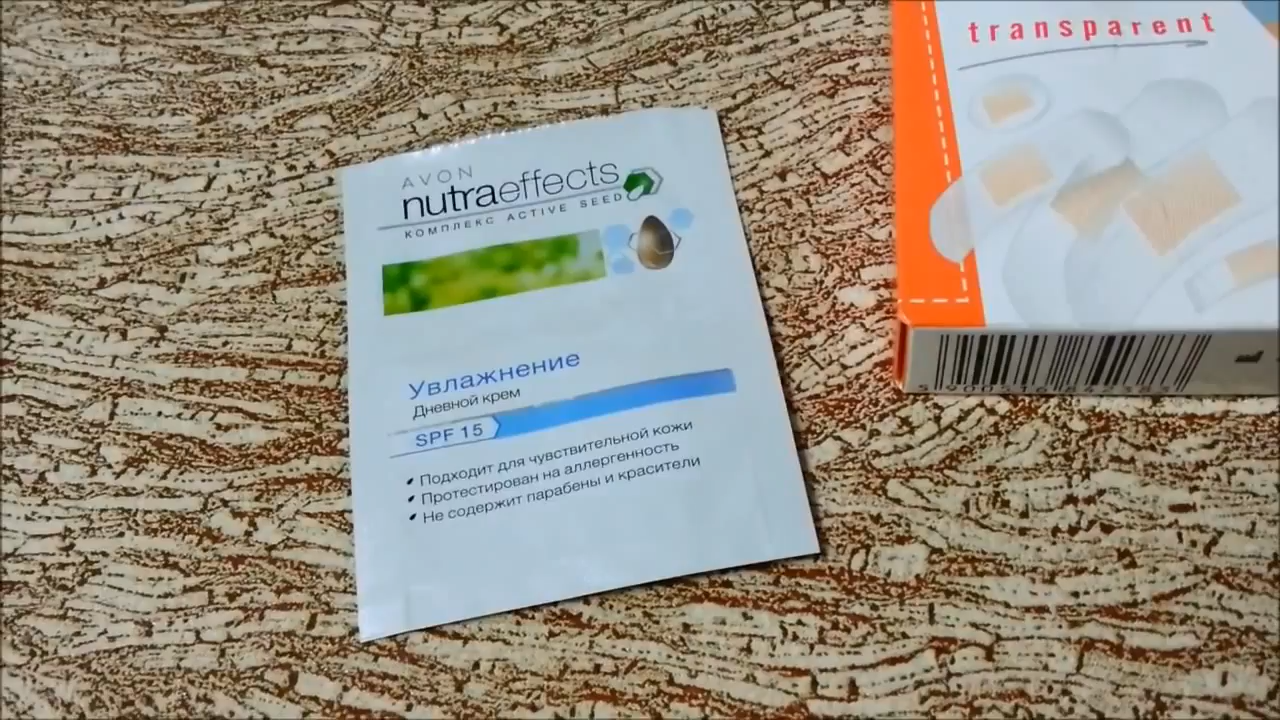 AVON
nutraeffects
КОМПЛЕКС ACTIVE SEED
Увлажнение
Дневной крем
SPF 15
Подходит для чувствительной кожи
Протестирован на аллергенность
Не содержит парабены и красители
transparent